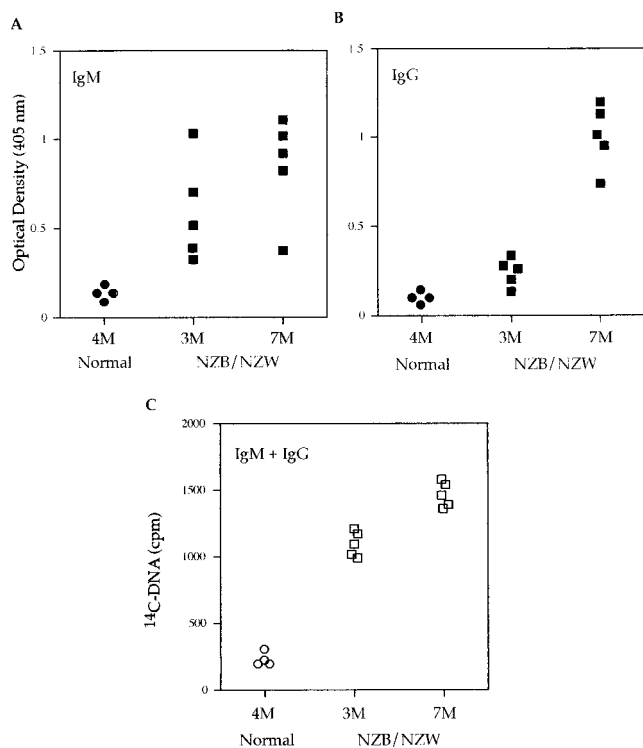 A
B
1.5
IgM
1
0.5
0
Optical Density (405 nm)
4M 3M 7M
Normal NZB/NZW
1.5
IgG
1
0.5
0
4M 3M 7M
Normal NZB/NZW
C
2000
IgM + IgG
1500
1000
500
0
¹⁴C-DNA (cpm)
4M 3M 7M
Normal NZB/NZW